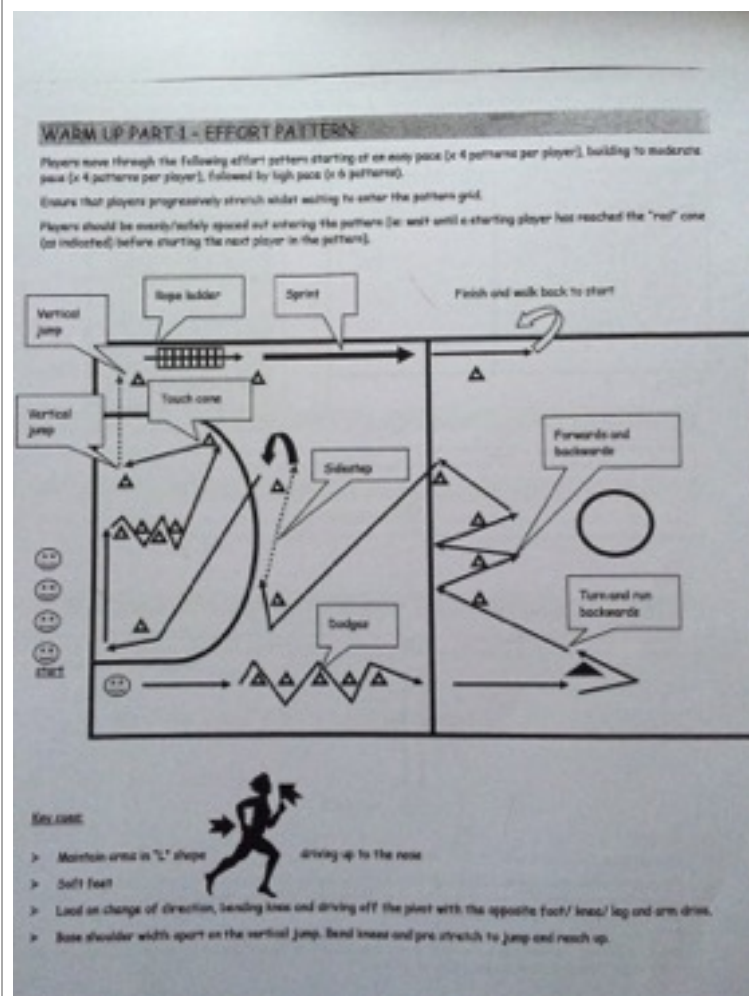 WARM UP PART 1 - EFFORT PATTERN:
Players move through the following effort pattern starting at an easy pace (x 4 patterns per player), building to moderate
pace (x 4 patterns per player), followed by high pace (x 6 patterns).
Ensure that players progressively stretch whilst waiting to enter the pattern grid.
Players should be evenly/safely spaced out entering the pattern (ie: wait until a starting player has reached the "red" cone
(as indicated) before starting the next player in the pattern).
Rope ladder
Sprint
Finish and walk back to start
Vertical
jump
Touch cone
Vertical
jump
Forwards and
backwards
Sidestep
Turn and run
backwards
Dodges
start
Key cues:
Maintain arms in "L" shape driving up to the nose
Soft feet
Load on change of direction, bending knee and driving off the pivot with the opposite foot/ knee/ leg and arm drive.
Base shoulder width apart on the vertical jump. Bend knees and pre stretch to jump and reach up.